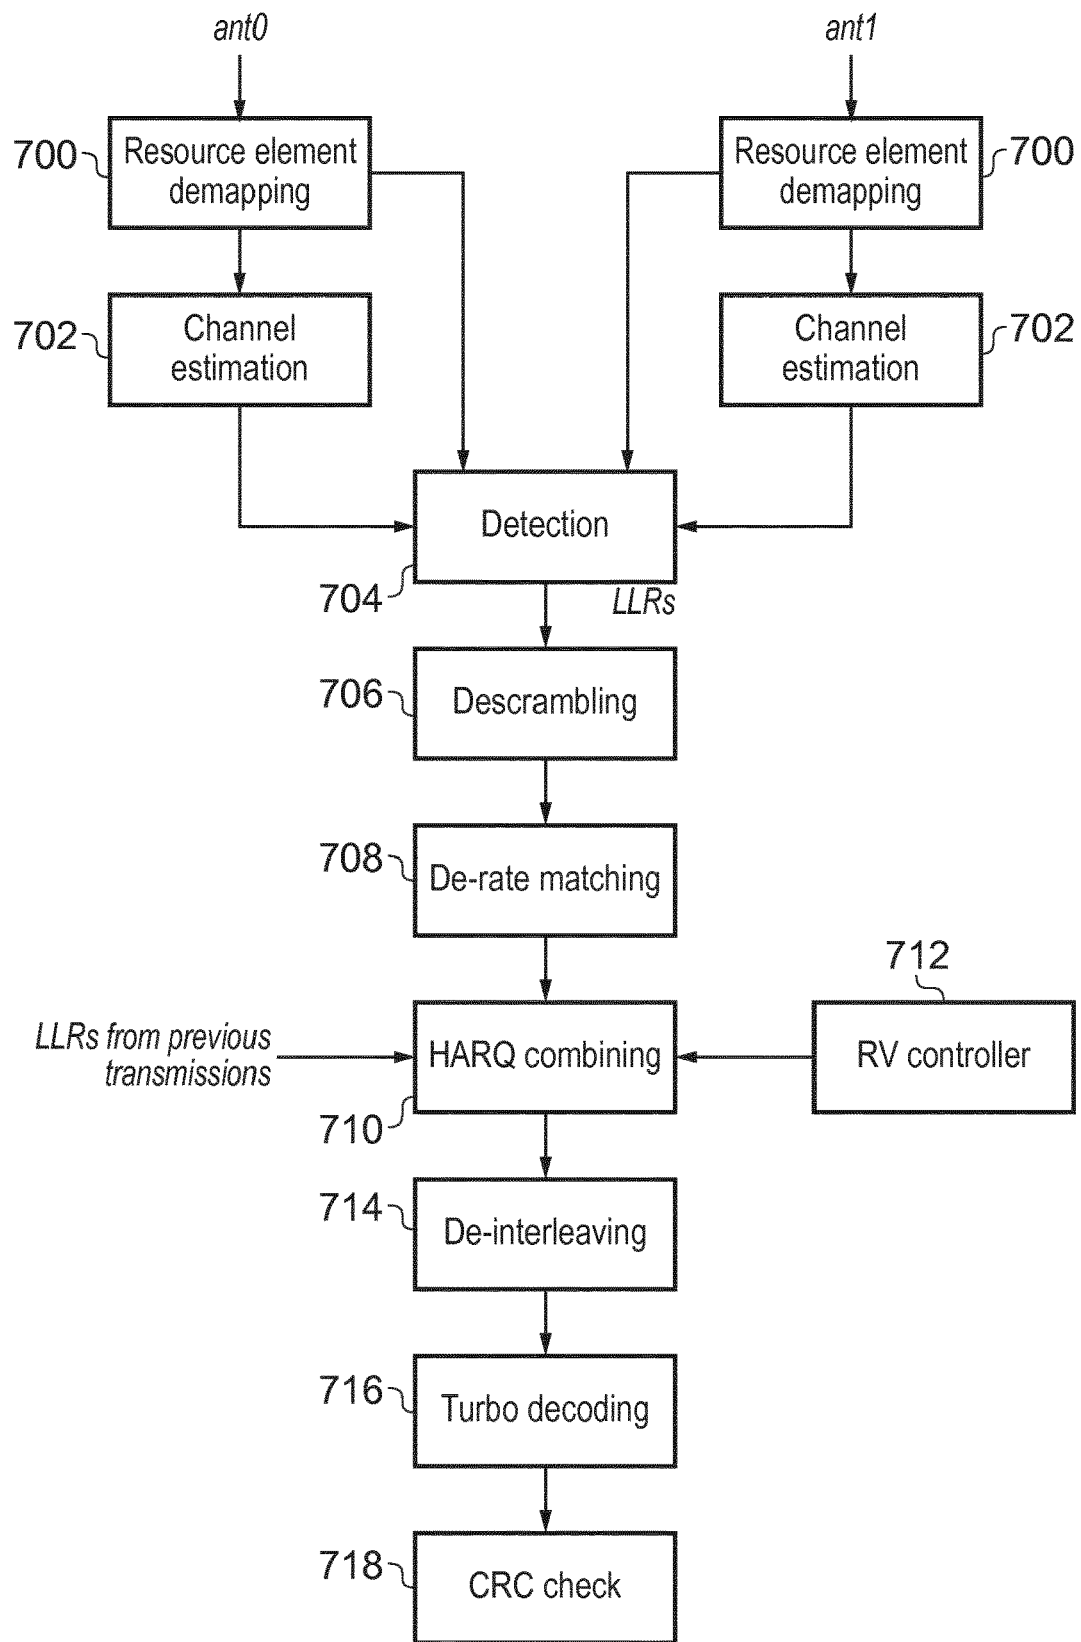 ant0
ant1
700
Resource element
demapping
Resource element
demapping
700
702
Channel
estimation
Channel
estimation
702
Detection
704
LLRs
706
Descrambling
708
De-rate matching
712
LLRs from previous
transmissions
HARQ combining
RV controller
710
714
De-interleaving
716
Turbo decoding
718
CRC check